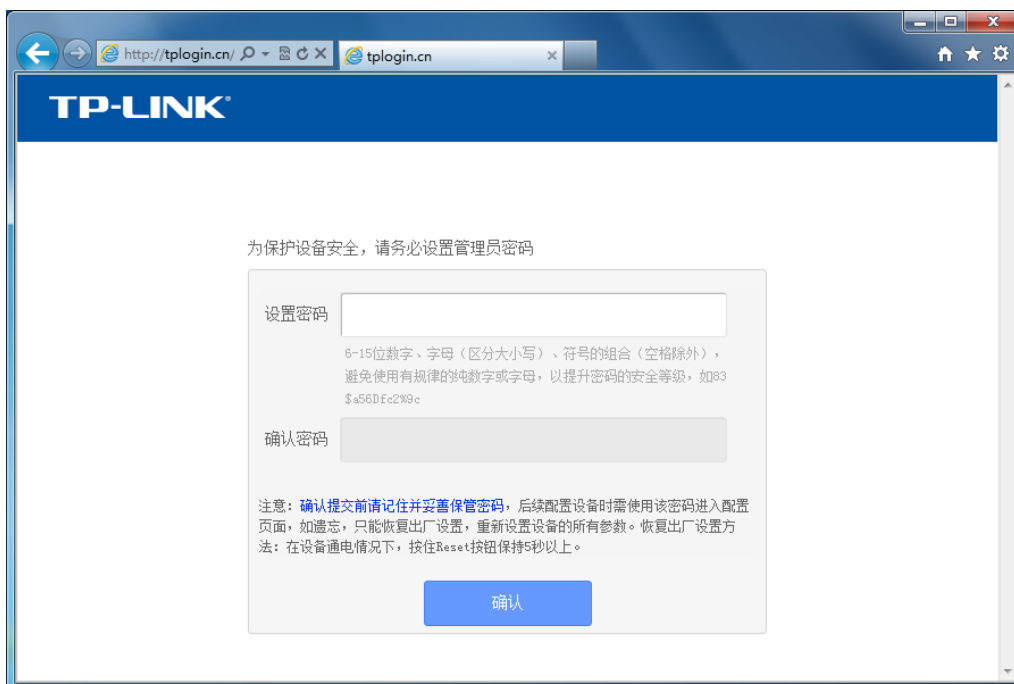 http://tplogin.cn/
tplogin.cn
TP-LINK
为保护设备安全，请务必设置管理员密码
设置密码
6-15位数字、字母（区分大小写）、符号的组合（空格除外），
避免使用有规律的纯数字或字母，以提升密码的安全等级，如83
$a56Dfc2%9c
确认密码
注意：确认提交前请记住并妥善保管密码，后续配置设备时需使用该密码进入配置
页面，如遗忘，只能恢复出厂设置，重新设置设备的所有参数。恢复出厂设置方
法：在设备通电情况下，按住Reset按钮保持5秒以上。
确认